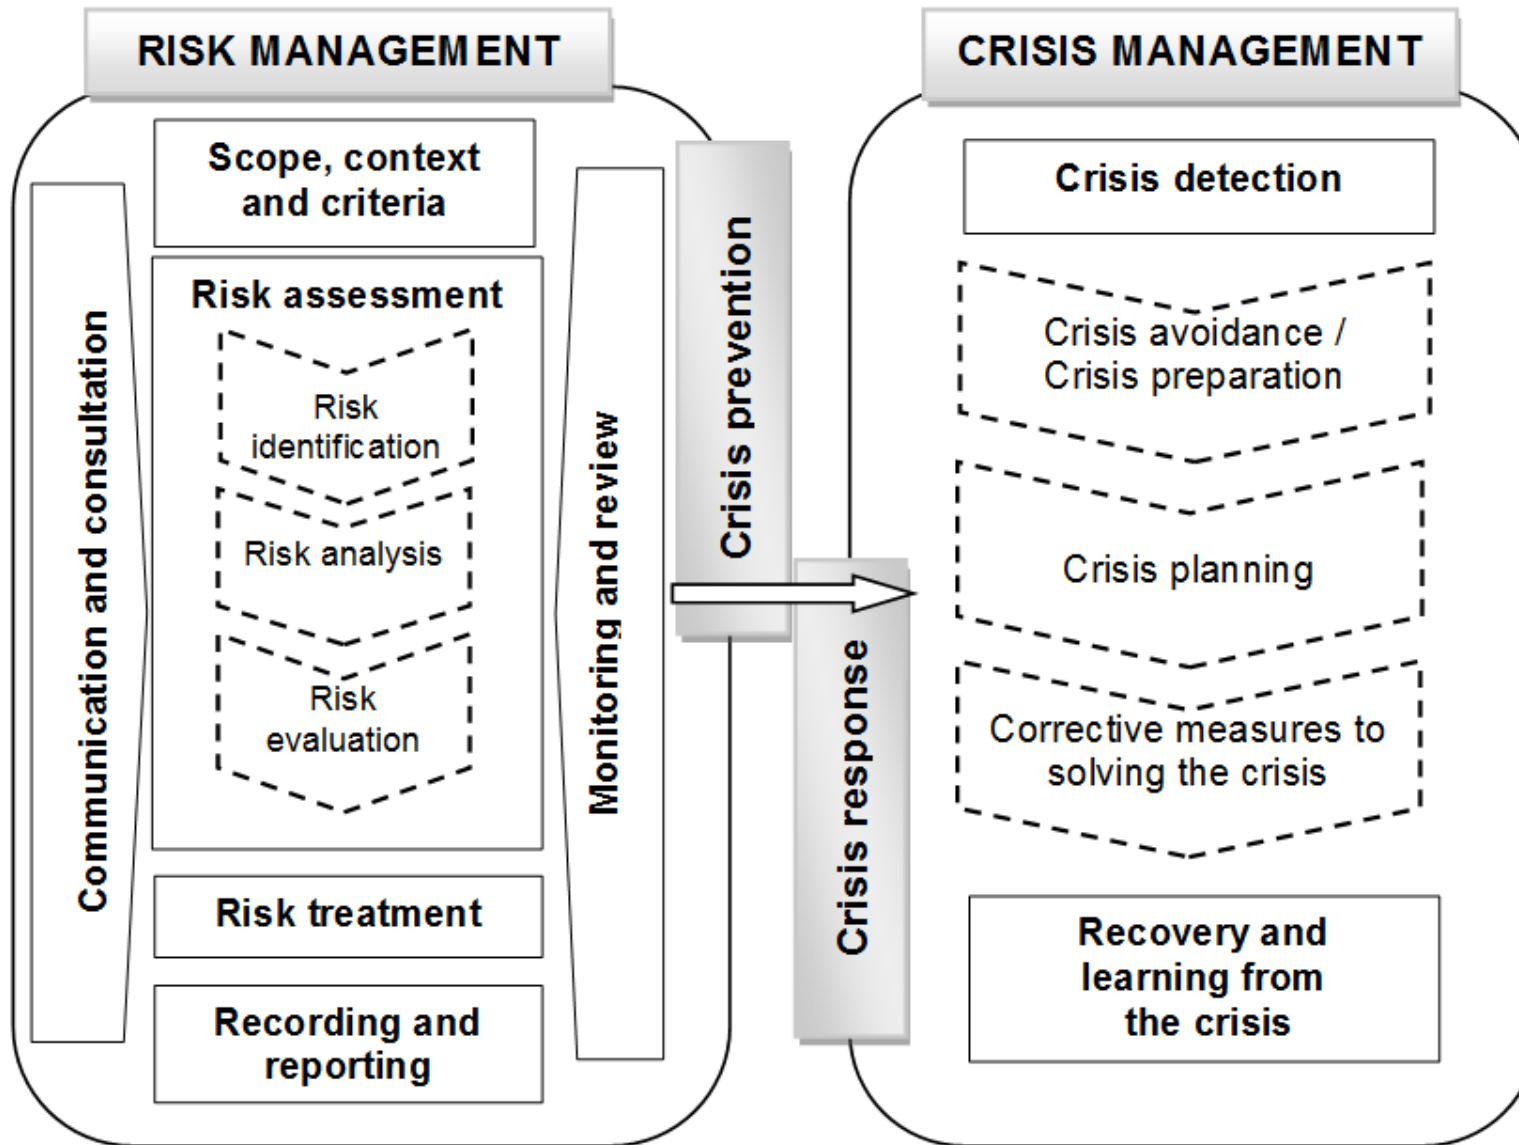 RISK MANAGEMENT
Scope, context
and criteria
Communication and consultation
Risk assessment
Risk
identification
Risk analysis
Risk
evaluation
Risk treatment
Recording and
reporting
Monitoring and review
Crisis prevention
Crisis response
CRISIS MANAGEMENT
Crisis detection
Crisis avoidance /
Crisis preparation
Crisis planning
Corrective measures to
solving the crisis
Recovery and
learning from
the crisis